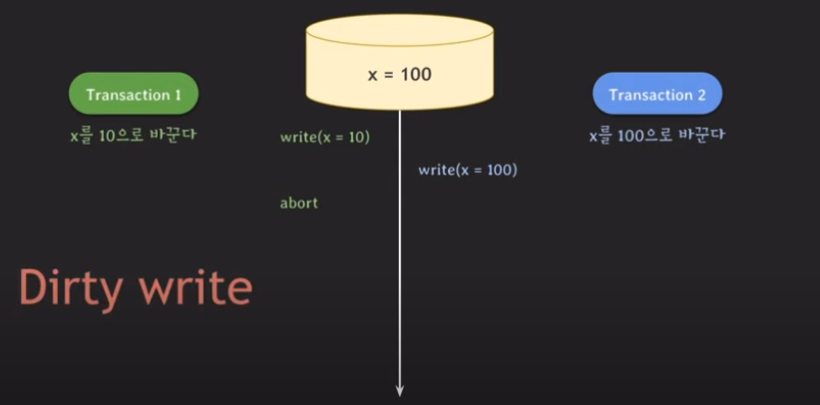 x = 100
Transaction 1
Transaction 2
x를 10으로 바꾼다
write(x = 10)
x를 100으로 바꾼다
write(x = 100)
abort
Dirty write